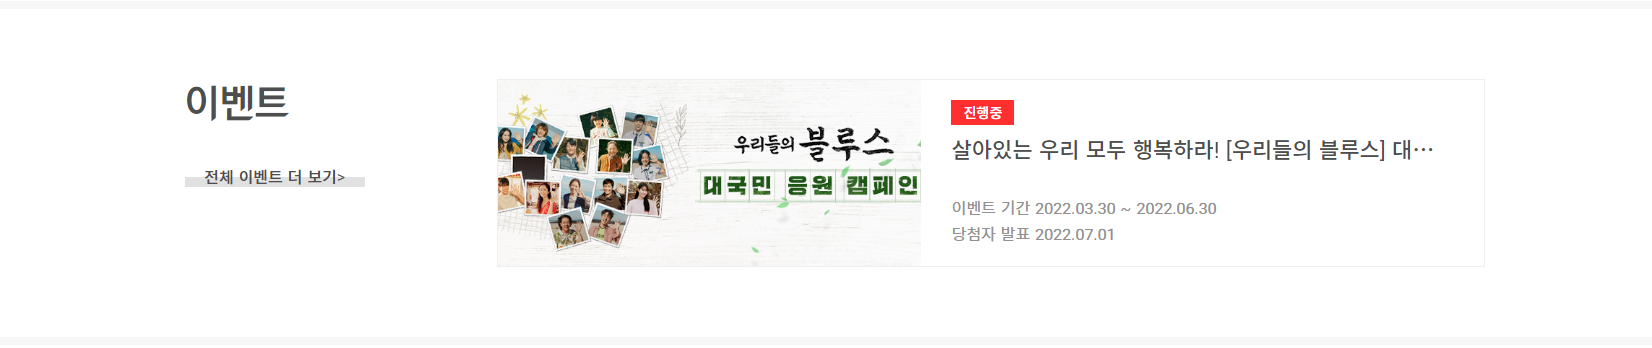 이벤트
전체 이벤트 더 보기>
우리들의 블루스
대국민 응원 캠페인
진행중
살아있는 우리 모두 행복하라! [우리들의 블루스] 대…
이벤트 기간 2022.03.30 ~ 2022.06.30
당첨자 발표 2022.07.01